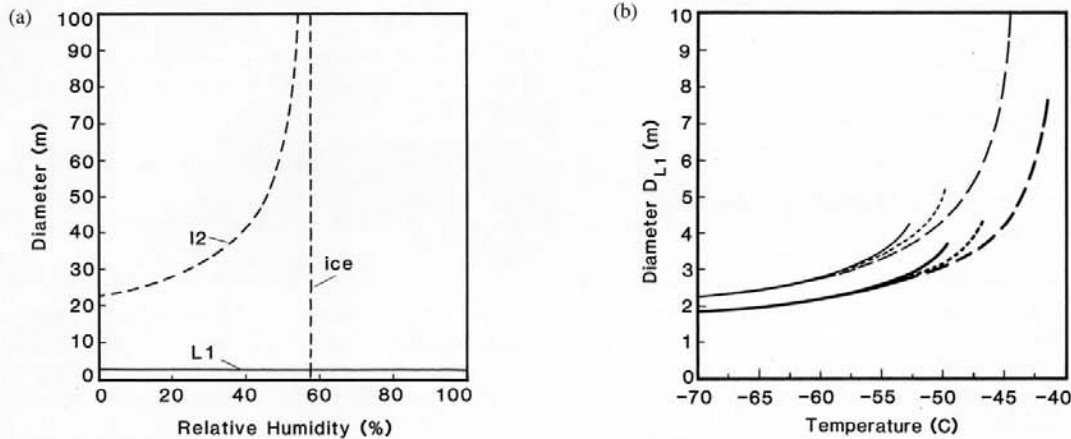 (a)
100
90
80
70
60
50
40
30
20
10
0
Diameter (m)
I2
ice
L1
0 20 40 60 80 100
Relative Humidity (%)
(b)
10
9
8
7
6
5
4
3
2
1
0
Diameter D_L1 (m)
-70 -65 -60 -55 -50 -45 -40
Temperature (C)